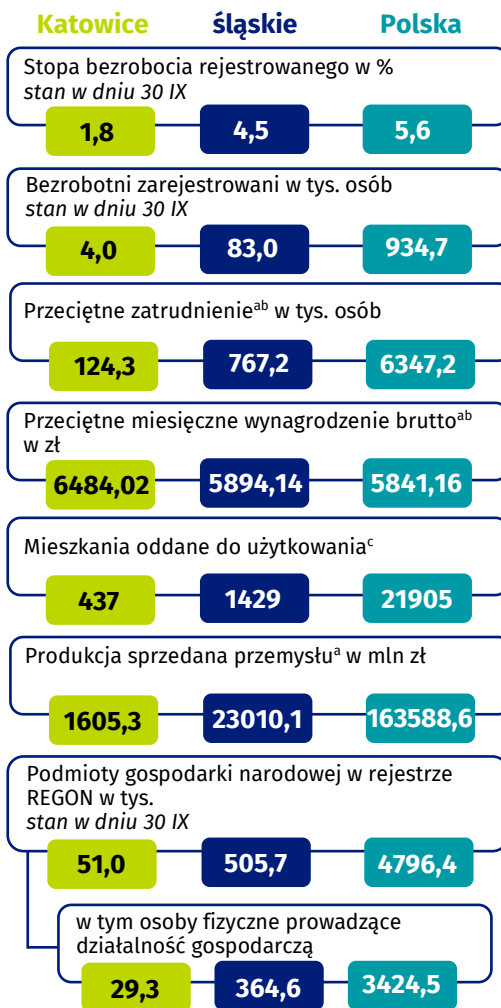 Katowice śląskie Polska
Stopa bezrobocia rejestrowanego w %
stan w dniu 30 IX
1,8 4,5 5,6
Bezrobotni zarejestrowani w tys. osób
stan w dniu 30 IX
4,0 83,0 934,7
Przeciętne zatrudnienieᵃᵇ w tys. osób
124,3 767,2 6347,2
Przeciętne miesięczne wynagrodzenie bruttoᵃᵇ
w zł
6484,02 5894,14 5841,16
Mieszkania oddane do użytkowaniaᶜ
437 1429 21905
Produkcja sprzedana przemysłuᵃ w mln zł
1605,3 23010,1 163588,6
Podmioty gospodarki narodowej w rejestrze
REGON w tys.
stan w dniu 30 IX
51,0 505,7 4796,4
w tym osoby fizyczne prowadzące
działalność gospodarczą
29,3 364,6 3424,5